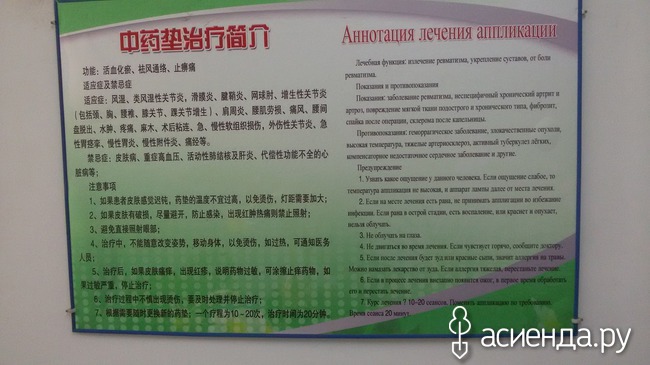 中药垫治疗简介
功能：活血化瘀、祛风通络、止痹痛
适应症及禁忌症
适应症：风湿、类风湿性关节炎，滑膜炎、腱鞘炎、网球肘、增生性关节炎
（包括颈、胸、腰椎、膝关节、踝关节增生）、肩周炎、腰肌劳损、痛风、腰间
盘脱出、水肿、疼痛、麻木、术后粘连、急、慢性软组织损伤，外伤性关节炎，急
性胃痉挛、慢性胃炎、慢性附件炎、痛经等。
禁忌症：皮肤病、重症高血压、活动性肺结核及肝炎、代偿性功能不全的心
脏病等；
注意事项
1、如果患者皮肤感觉迟钝，药垫的温度不宜过高，以免烫伤，灯距需要加大；
2、如果皮肤有破损，尽量避开，防止感染，出现红肿热痛则禁止照射；
3、避免直接照射眼部；
4、治疗中，不能随意改变姿势，移动身体，以免烫伤，如过热，可通知医务
人员；
5、治疗后，如果皮肤瘙痒，出现红疹，说明药物过敏，可涂擦止痒药物、如
果过敏严重，停止治疗；
6、治疗过程中不慎出现烫伤，要及时处理并停止治疗；
7、根据需要随时更换新的药垫；一个疗程为10～20次，治疗时间为20分钟。
Аннотация лечения аппликации
Лечебная функция: излечение ревматизма, укрепление суставов, от боли
ревматизма.
Показания и противопоказания
Показания: заболевание ревматизма, неспецифичный хронический артрит и
артроз, повреждение мягкой ткани полостного и хронического типа, фиброзит,
спайка после операции, склерома после капельницы.
Противопоказания: геморрагическое заболевание, злокачественные опухоли,
высокая температура, тяжелые артериосклероз, активный туберкулез лёгких,
компенсаторное недостаточное сердечное заболевание и другие.
Предупреждение
1. Узнать какое ощущение у данного человека. Если ощущение слабое, то
температура аппликации не высокая, и аппарат лампы далее от места лечения.
2. Если на месте лечения есть рана, не принимать аппликации во избежание
инфекции. Если рана в острой стадии, есть воспаление, или краснеет и опухает,
нельзя облучать.
3. Не облучать на глаза.
4. Не двигаться во время лечения. Если чувствует горячо, сообщите доктору.
5. Если после лечения будет зуд или красные сыпи, значит аллергия на травы.
Можно намазать лекарство от зуда. Если аллергия тяжелая, лечение.
6. Если в процессе лечения внезапно появится ожог, в первое время обработать
его и перестать лечение.
7. Курс лечения 7 10–20 сеансов. Поменять аппликацию по требованию.
Время сеанса 20 минут.
асиенда.ру